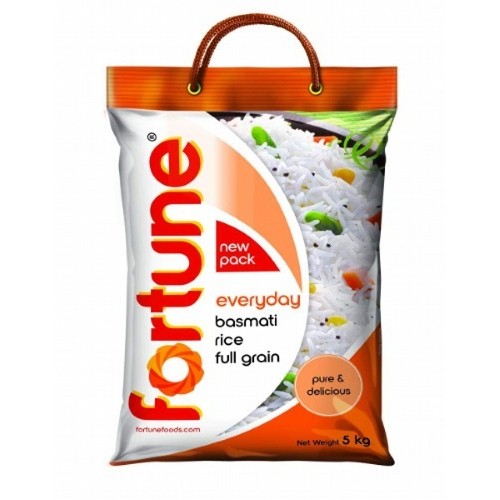 fortune®
new
pack
everyday
basmati
rice
full grain
pure &
delicious
fortunefoods.com
Net Weight 5 kg